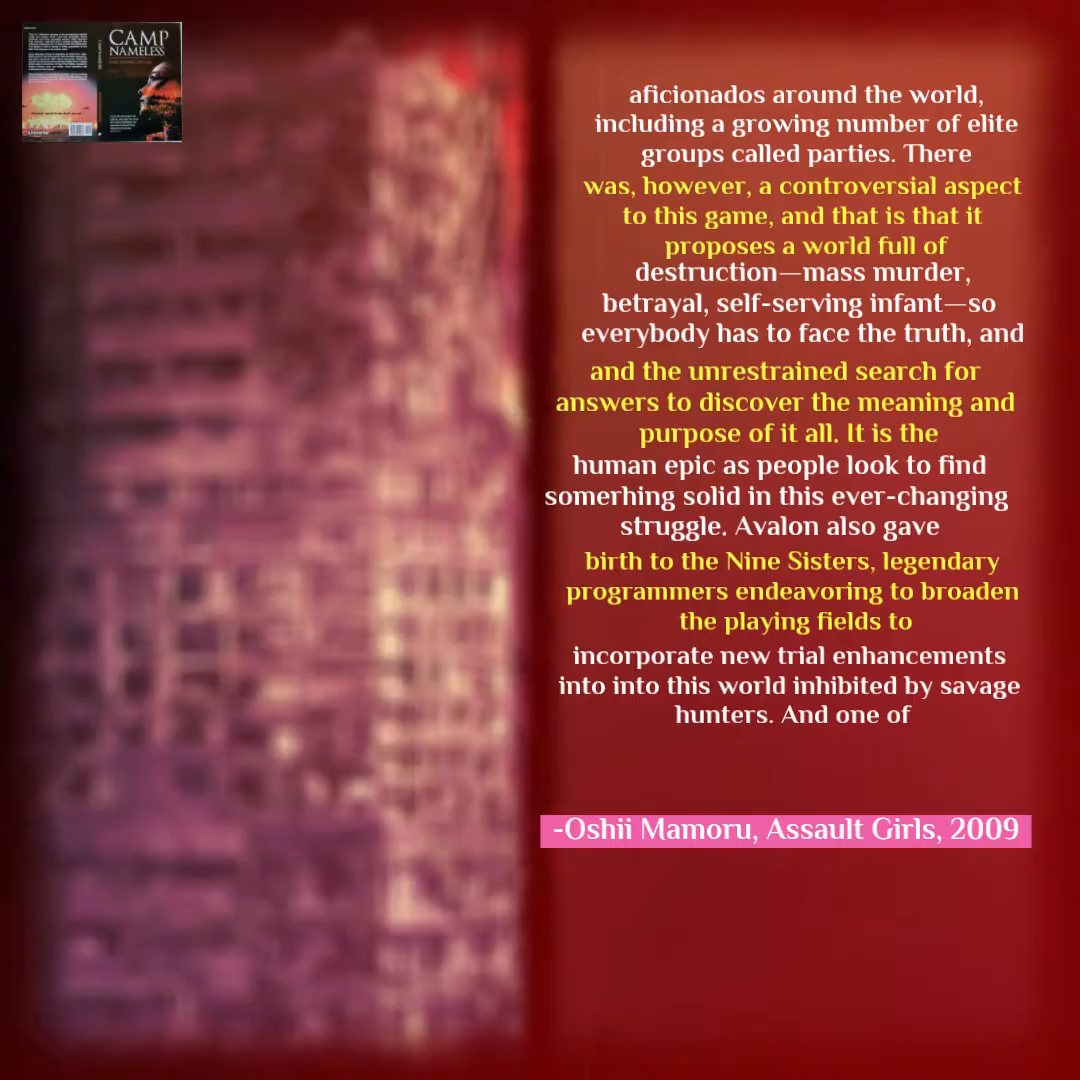 CAMP
NAMELESS
aficionados around the world,
including a growing number of elite
groups called parties. There
was, however, a controversial aspect
to this game, and that is that it
proposes a world full of
destruction—mass murder,
betrayal, self-serving infant—so
everybody has to face the truth, and
and the unrestrained search for
answers to discover the meaning and
purpose of it all. It is the
human epic as people look to find
somerhing solid in this ever-changing
struggle. Avalon also gave
birth to the Nine Sisters, legendary
programmers endeavoring to broaden
the playing fields to
incorporate new trial enhancements
into into this world inhibited by savage
hunters. And one of
-Oshii Mamoru, Assault Girls, 2009